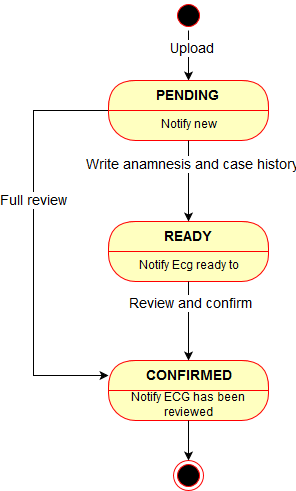 Upload
PENDING
Notify new
Write anamnesis and case history
Full review
READY
Notify Ecg ready to
Review and confirm
CONFIRMED
Notify ECG has been
reviewed